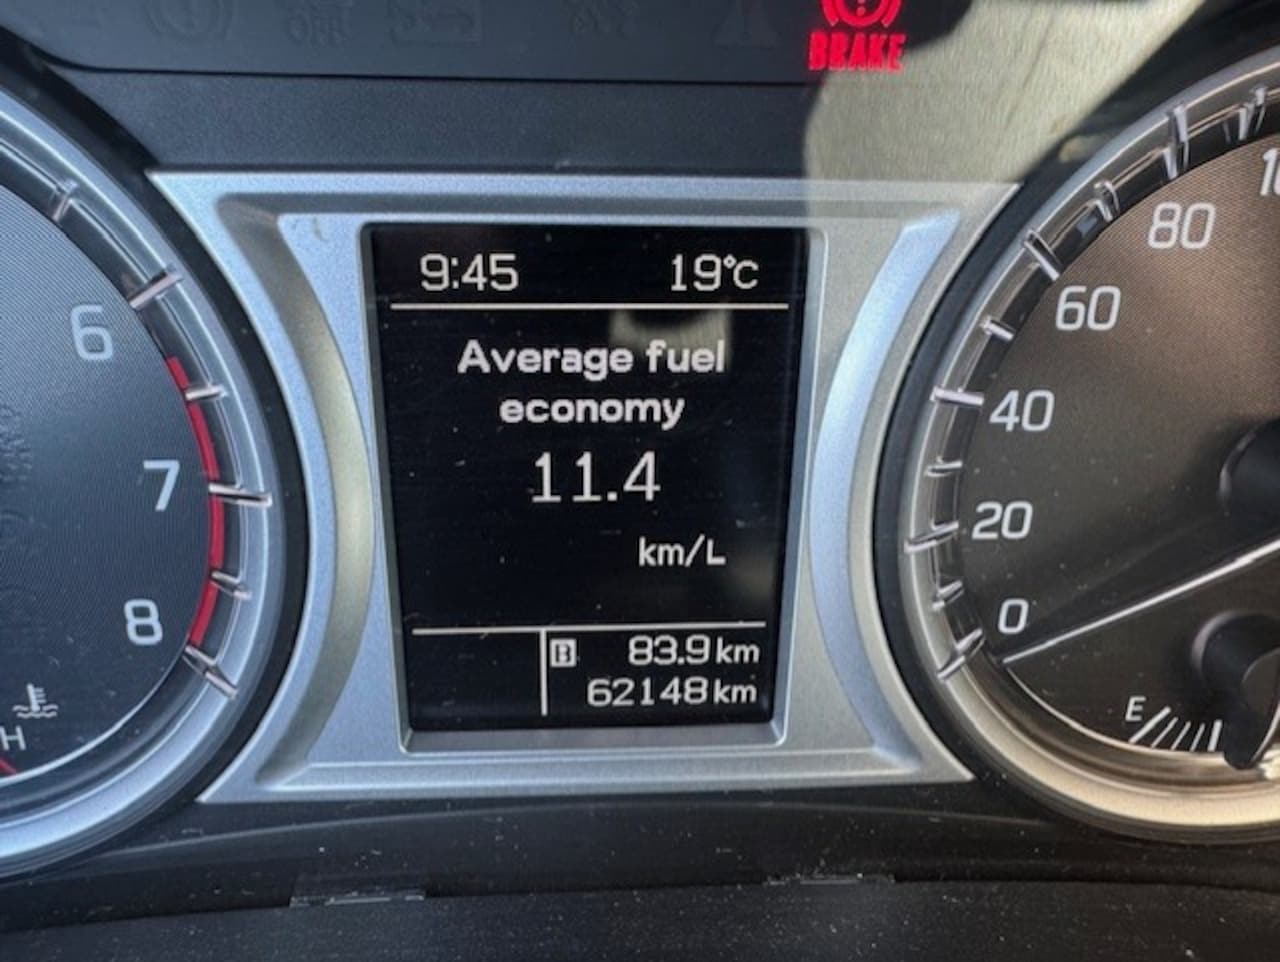 BRAKE
9:45 19°C
Average fuel
economy
11.4
km/L
B 83.9 km
62148 km
6
7
8
H
80
60
40
20
0
E